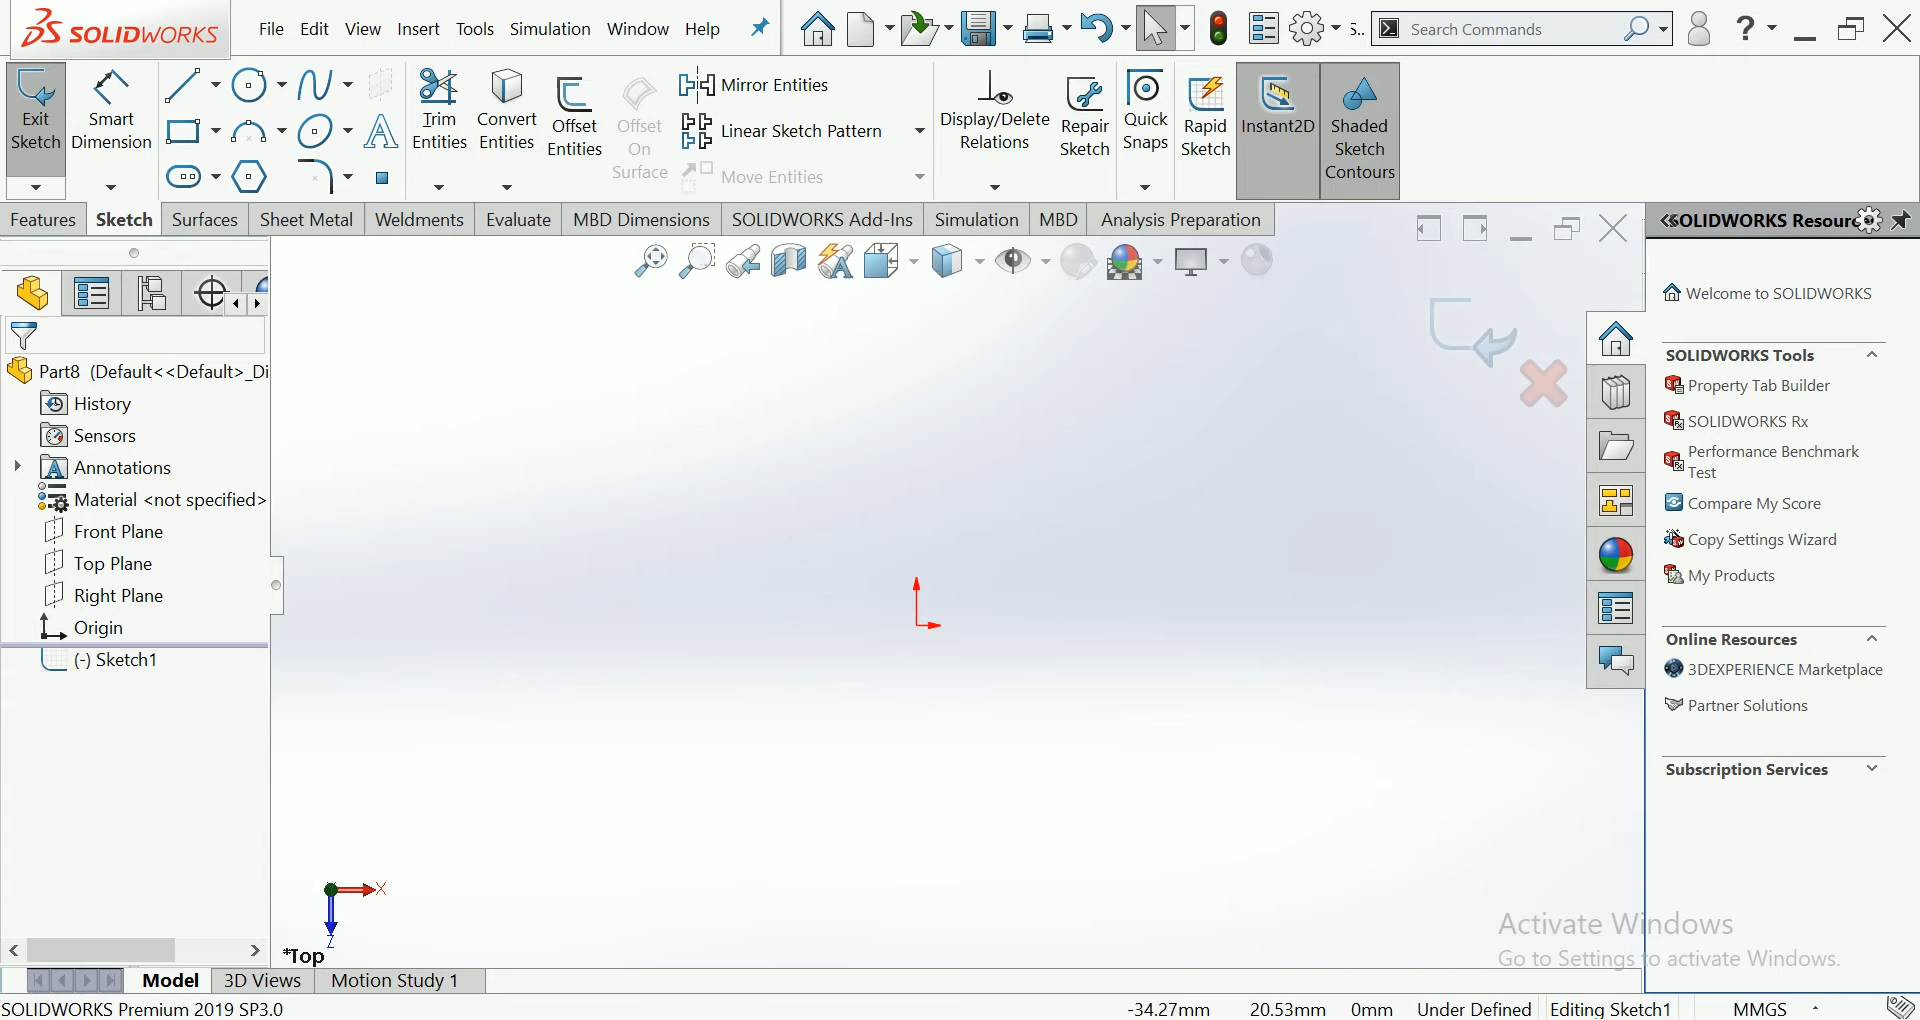 SOLIDWORKS
File Edit View Insert Tools Simulation Window Help
S..
Search Commands
?
Exit Sketch
Smart Dimension
Trim Entities
Convert Entities
Offset Entities
Offset On Surface
Mirror Entities
Linear Sketch Pattern
Move Entities
Display/Delete Relations
Repair Sketch
Quick Snaps
Rapid Sketch
Instant2D
Shaded Sketch Contours
Features Sketch Surfaces Sheet Metal Weldments Evaluate MBD Dimensions SOLIDWORKS Add-Ins Simulation MBD Analysis Preparation
SOLIDWORKS Resour
Part8 (Default<<Default>_Di
History
Sensors
Annotations
Material <not specified>
Front Plane
Top Plane
Right Plane
Origin
(-) Sketch1
Welcome to SOLIDWORKS
SOLIDWORKS Tools
Property Tab Builder
SOLIDWORKS Rx
Performance Benchmark
Test
Compare My Score
Copy Settings Wizard
My Products
Online Resources
3DEXPERIENCE Marketplace
Partner Solutions
Subscription Services
X
Z
*Top
Activate Windows
Go to Settings to activate Windows.
Model 3D Views Motion Study 1
SOLIDWORKS Premium 2019 SP3.0
-34.27mm 20.53mm 0mm Under Defined Editing Sketch1 MMGS